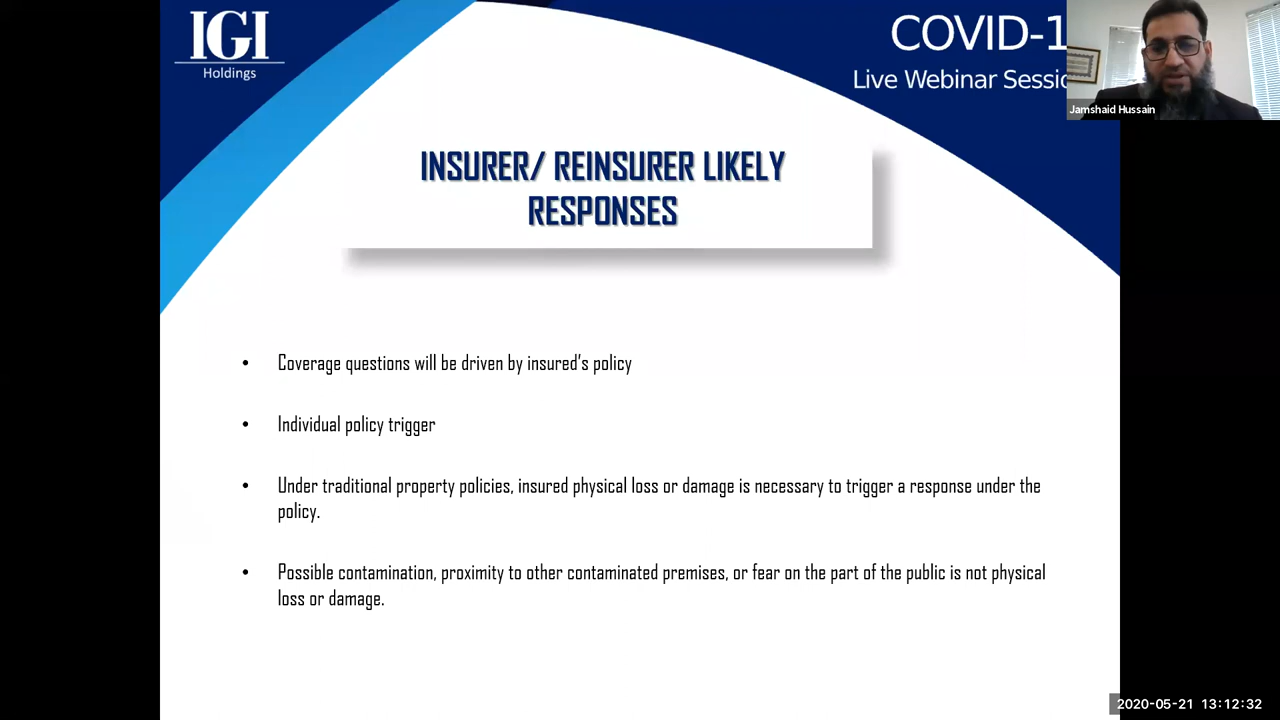 IGI
Holdings
COVID-1
Live Webinar Sessio
Jamshaid Hussain
INSURER/ REINSURER LIKELY
RESPONSES
• Coverage questions will be driven by insured's policy
• Individual policy trigger
• Under traditional property policies, insured physical loss or damage is necessary to trigger a response under the
policy.
• Possible contamination, proximity to other contaminated premises, or fear on the part of the public is not physical
loss or damage.
2020-05-21 13:12:32